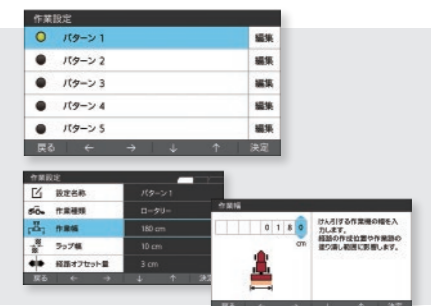 作業設定
パターン 1 編集
パターン 2 編集
パターン 3 編集
パターン 4 編集
パターン 5 編集
戻る ← → ↓ ↑ 決定
作業設定
設定名称 パターン 1
作業種類 ロータリー
作業幅 180 cm
ラップ幅 10 cm
経路オフセット量 3 cm
戻る ← → ↓ ↑ 決定
作業幅
0 1 8 0
cm
けん引する作業機の幅を入
力します。
経路の作成位置や作業跡の
塗り潰し範囲に影響します。
戻る ← → ↓ ↑ 決定